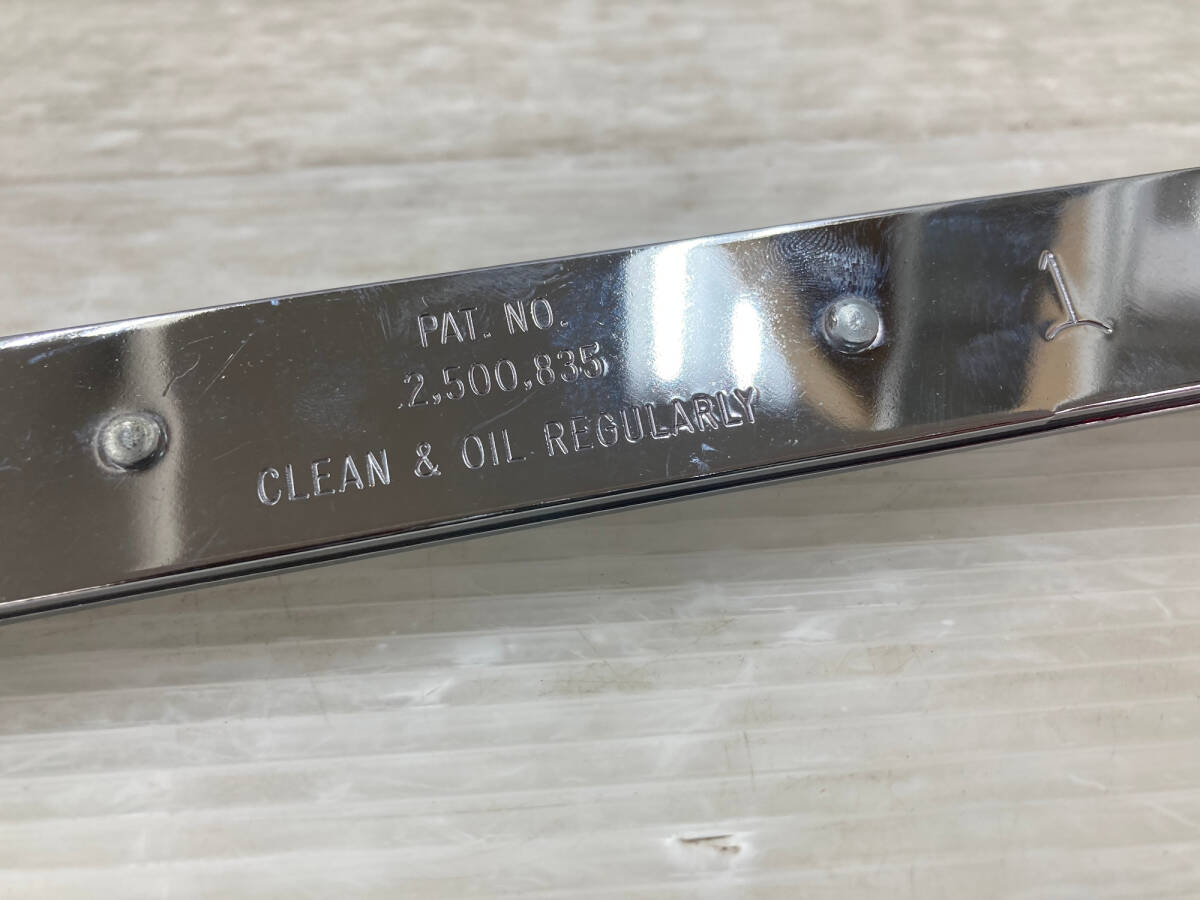 PAT. NO.
2,500,835
CLEAN & OIL REGULARLY
1